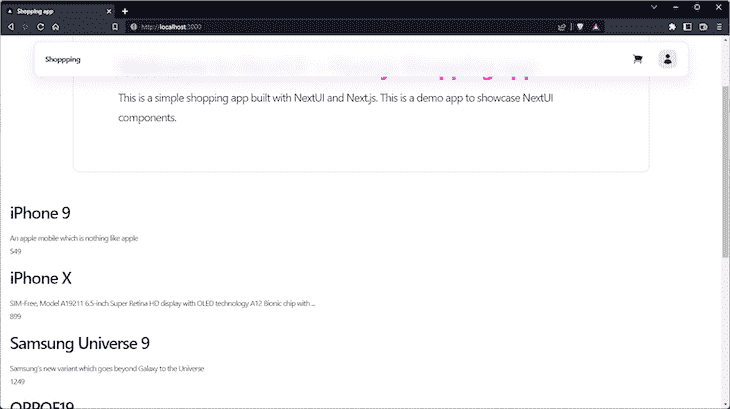 Shopping app
http://localhost:3000
Shoppping
This is a simple shopping app built with NextUI and Next.js. This is a demo app to showcase NextUI
components.
iPhone 9
An apple mobile which is nothing like apple
549
iPhone X
SIM-Free, Model A19211 6.5-inch Super Retina HD display with OLED technology A12 Bionic chip with ...
899
Samsung Universe 9
Samsung's new variant which goes beyond Galaxy to the Universe
1249
OPPOF19